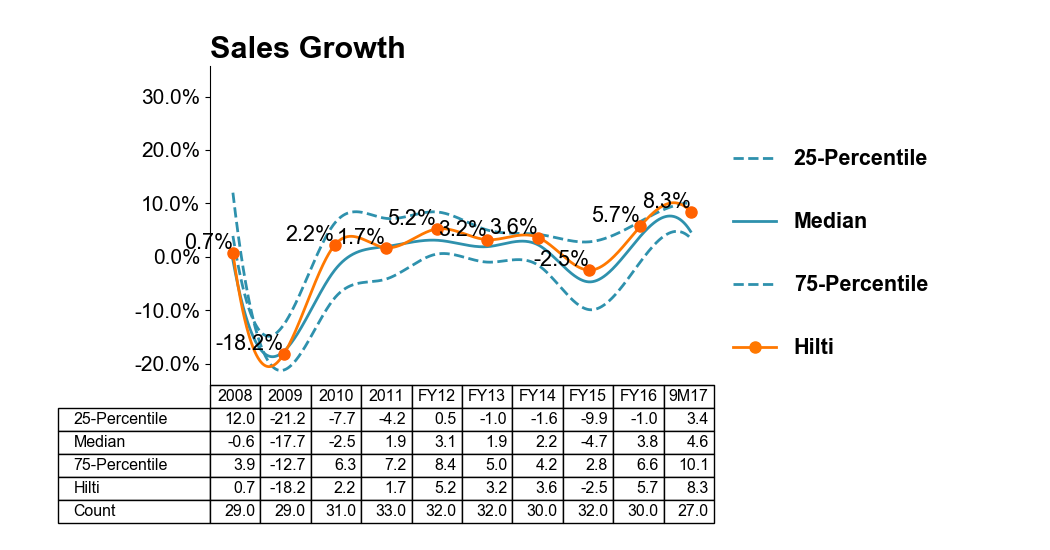 Sales Growth
30.0%
20.0%
10.0%
0.0%
-10.0%
-20.0%
0.7%
-18.2%
2.2%
1.7%
5.2%
3.2%
3.6%
-2.5%
5.7%
8.3%
25-Percentile
Median
75-Percentile
Hilti
2008 2009 2010 2011 FY12 FY13 FY14 FY15 FY16 9M17
25-Percentile 12.0 -21.2 -7.7 -4.2 0.5 -1.0 -1.6 -9.9 -1.0 3.4
Median -0.6 -17.7 -2.5 1.9 3.1 1.9 2.2 -4.7 3.8 4.6
75-Percentile 3.9 -12.7 6.3 7.2 8.4 5.0 4.2 2.8 6.6 10.1
Hilti 0.7 -18.2 2.2 1.7 5.2 3.2 3.6 -2.5 5.7 8.3
Count 29.0 29.0 31.0 33.0 32.0 32.0 30.0 32.0 30.0 27.0